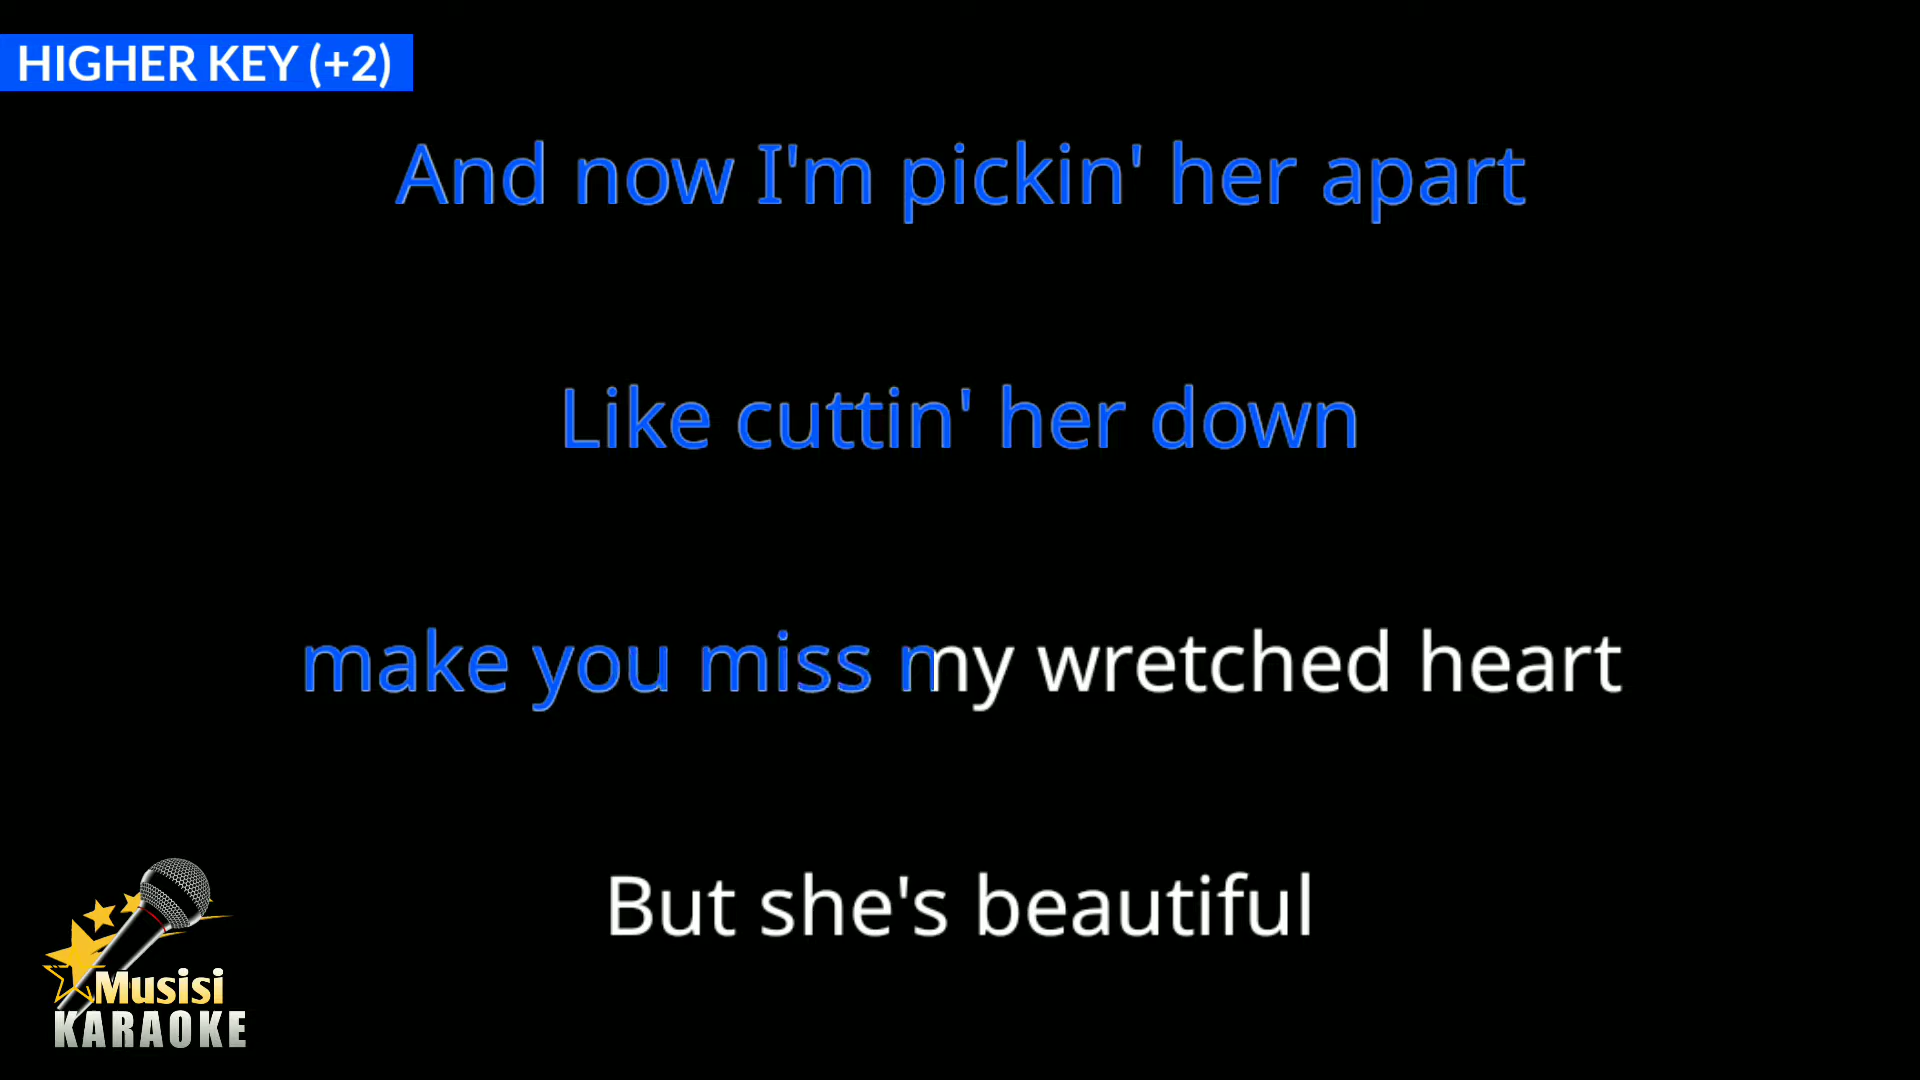 HIGHER KEY (+2)
And now I'm pickin' her apart
Like cuttin' her down
make you miss my wretched heart
But she's beautiful
Musisi
KARAOKE